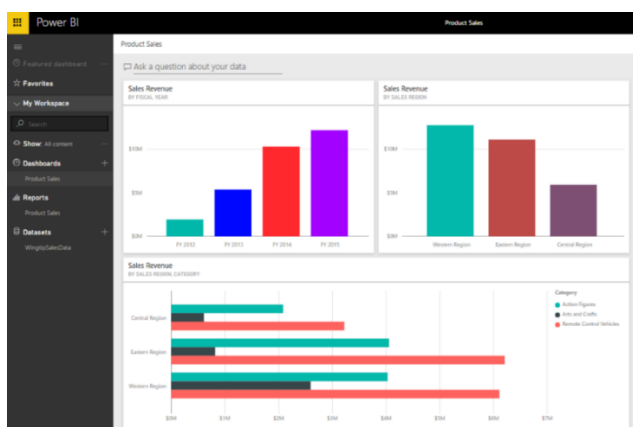 Power BI
Product Sales
Product Sales
Featured dashboard
Ask a question about your data
Favorites
My Workspace
Search
Show: All content
Dashboards
Product Sales
Reports
Product Sales
Datasets
WingtipSalesData
Sales Revenue
BY FISCAL YEAR
$10M
$5M
$0M
FY 2012 FY 2013 FY 2014 FY 2015
Sales Revenue
BY SALES REGION
$10M
$5M
$0M
Western Region Eastern Region Central Region
Sales Revenue
BY SALES REGION, CATEGORY
Central Region
Eastern Region
Western Region
$0M $1M $2M $3M $4M $5M $6M $7M
Category
Action Figures
Arts and Crafts
Remote Control Vehicles